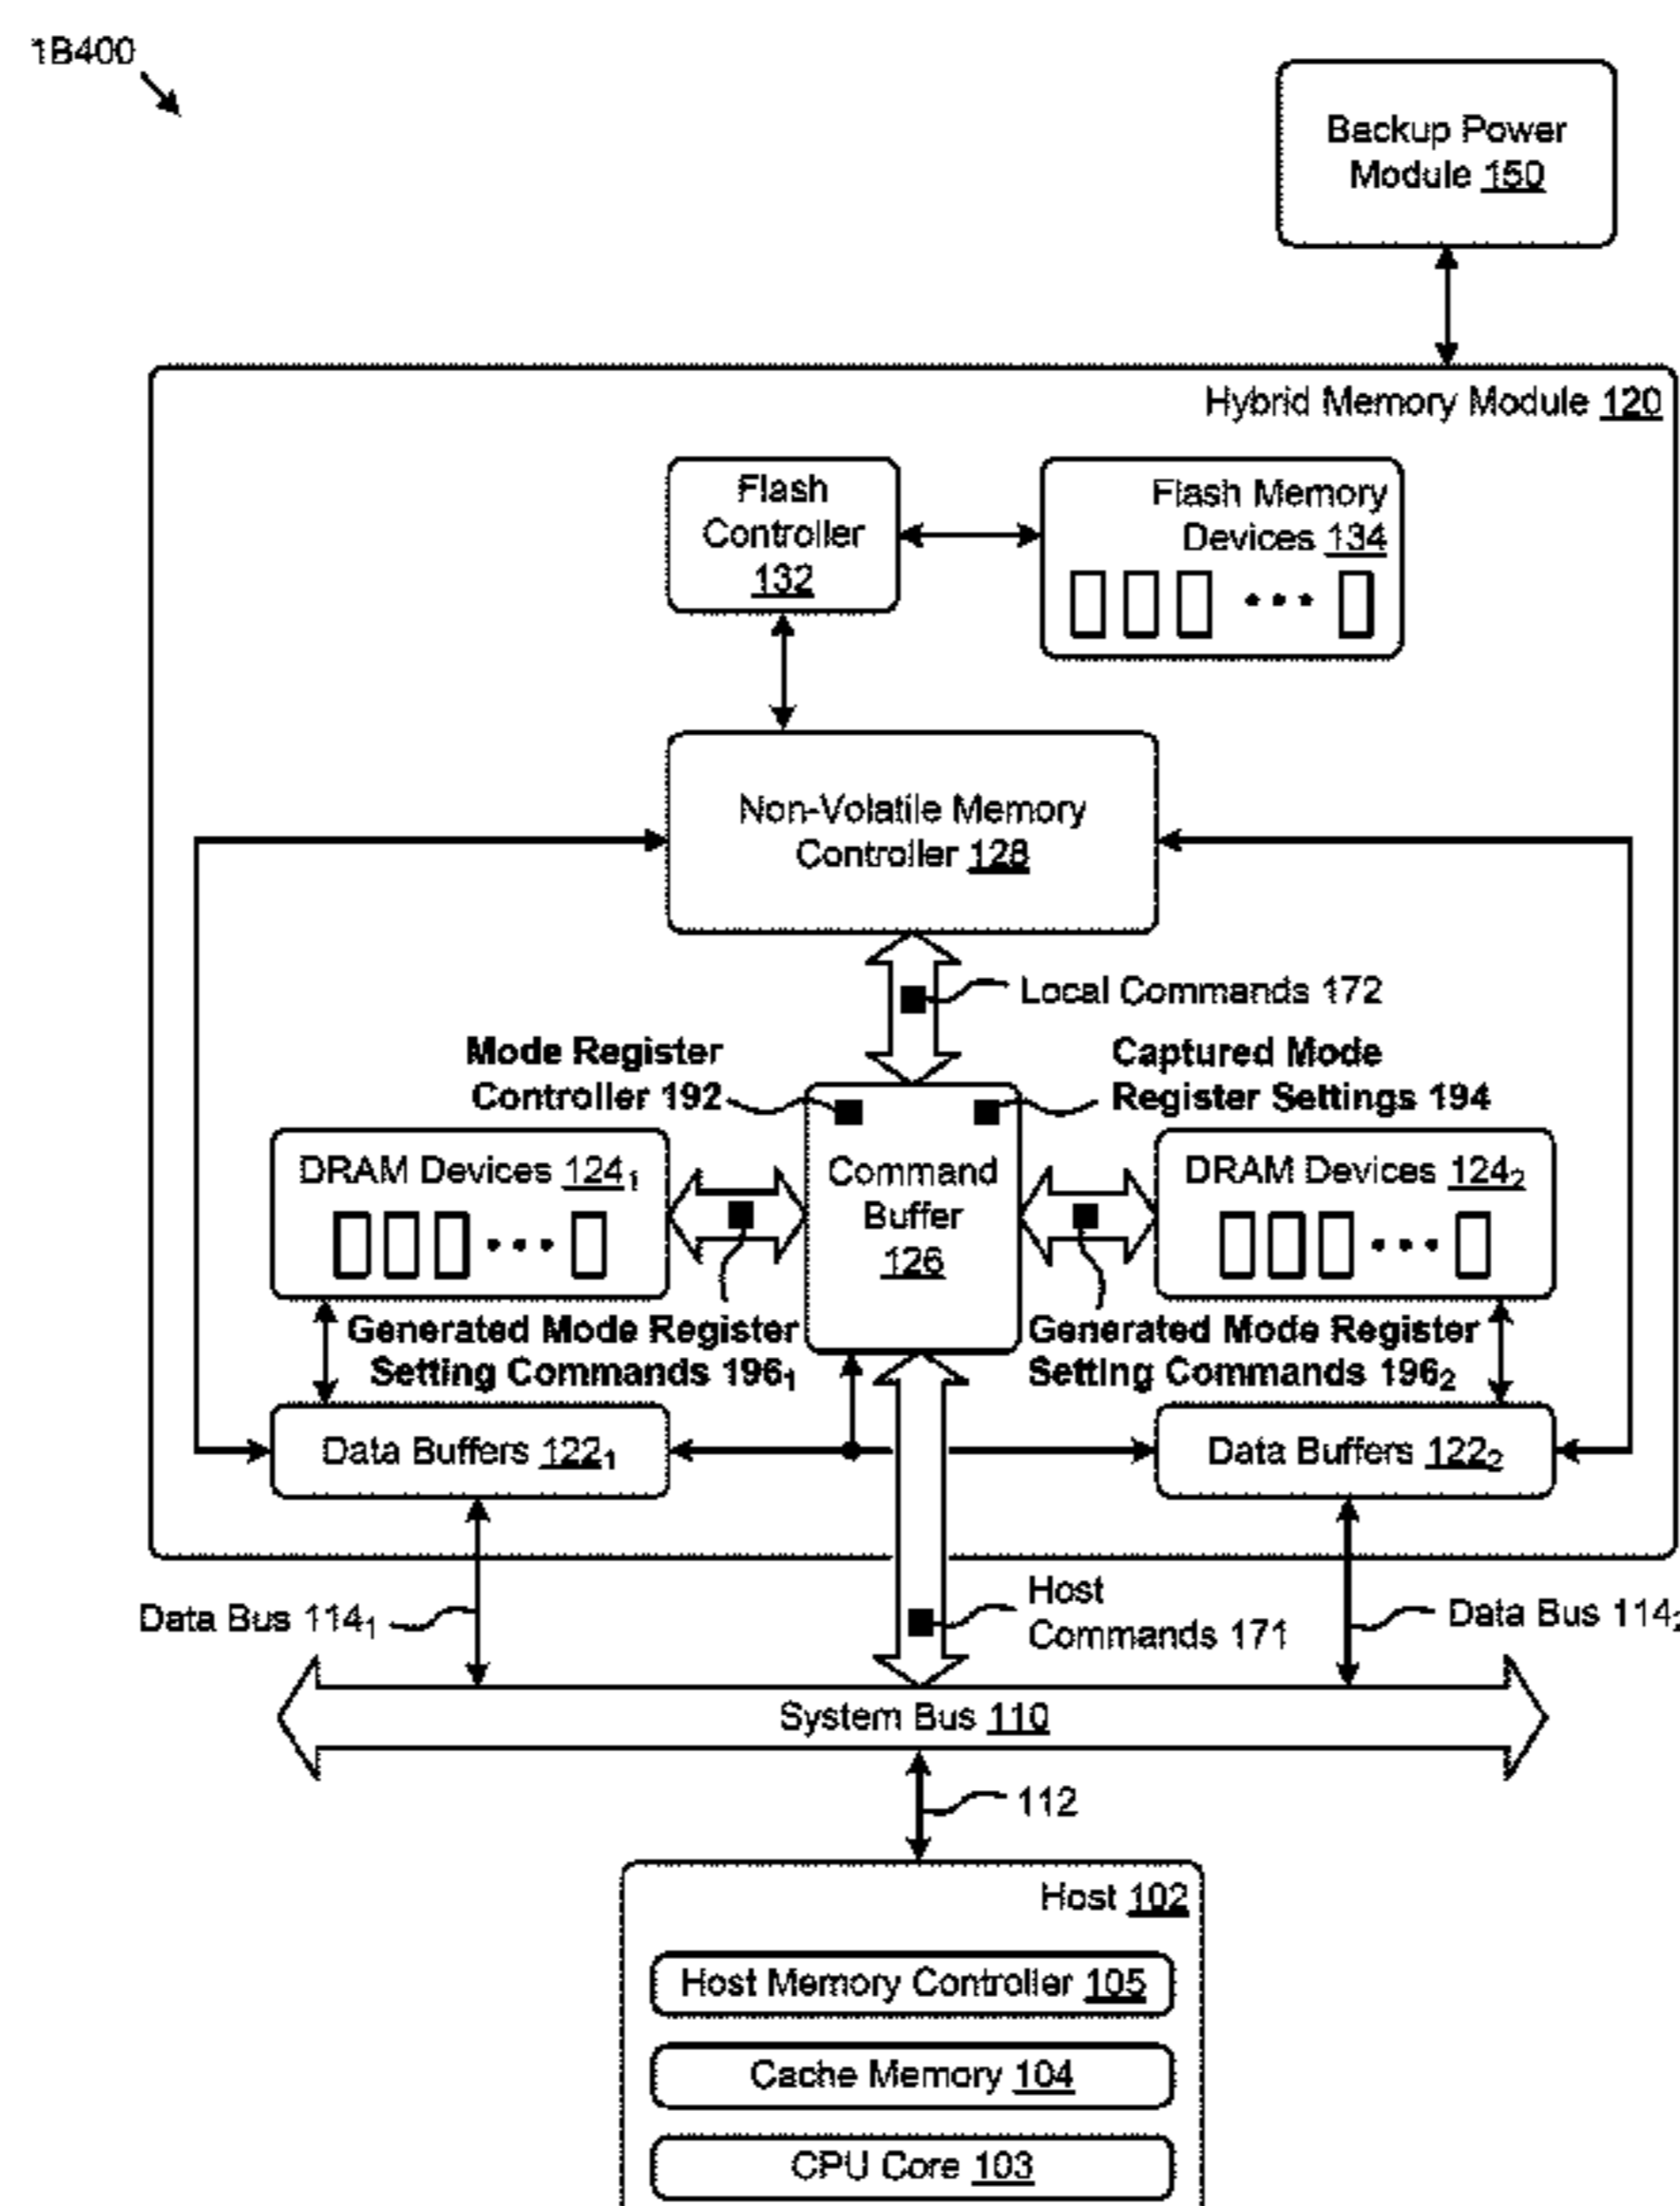 1B400
Backup Power
Module 150
Hybrid Memory Module 120
Flash
Controller
132
Flash Memory
Devices 134
Non-Volatile Memory
Controller 128
Local Commands 172
Mode Register
Controller 192
Captured Mode
Register Settings 194
DRAM Devices 124₁
Command
Buffer
126
DRAM Devices 124₂
Generated Mode Register
Setting Commands 196₁
Generated Mode Register
Setting Commands 196₂
Data Buffers 122₁
Data Buffers 122₂
Data Bus 114₁
Host
Commands 171
Data Bus 114₂
System Bus 110
112
Host 102
Host Memory Controller 105
Cache Memory 104
CPU Core 103